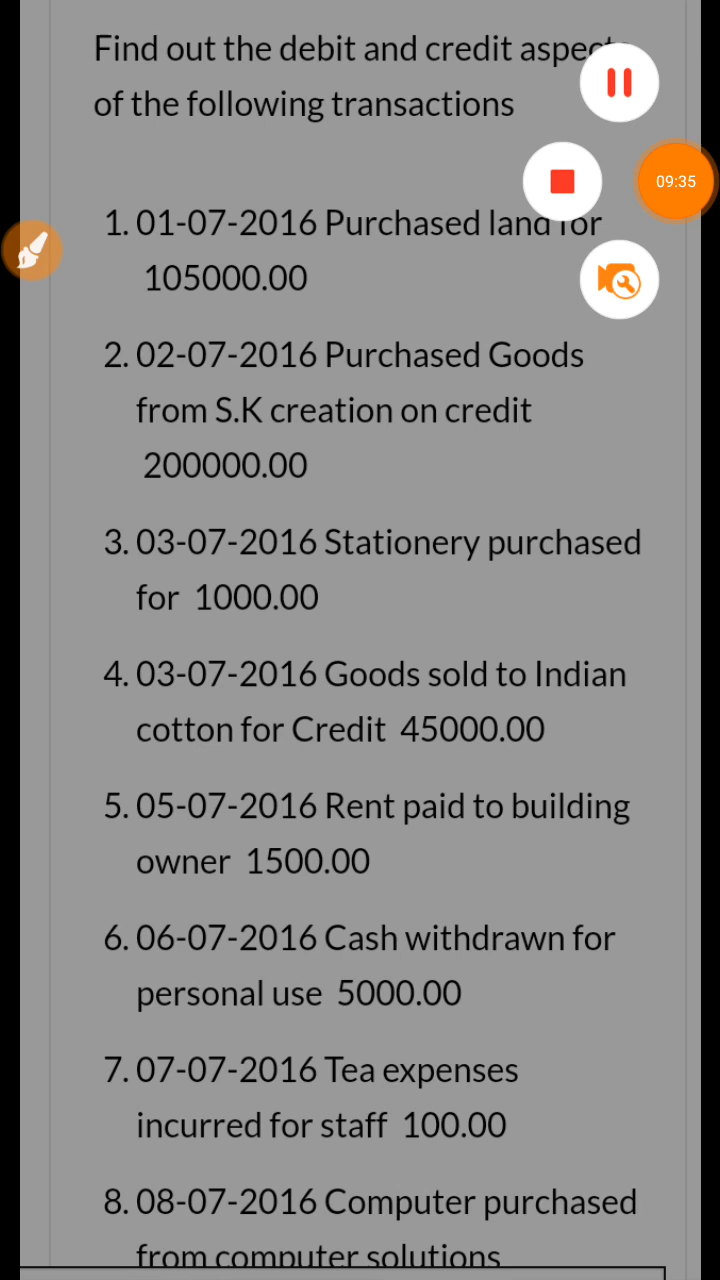 Find out the debit and credit aspect
of the following transactions
09:35
1. 01-07-2016 Purchased land for
105000.00
2. 02-07-2016 Purchased Goods
from S.K creation on credit
200000.00
3. 03-07-2016 Stationery purchased
for 1000.00
4. 03-07-2016 Goods sold to Indian
cotton for Credit 45000.00
5. 05-07-2016 Rent paid to building
owner 1500.00
6. 06-07-2016 Cash withdrawn for
personal use 5000.00
7. 07-07-2016 Tea expenses
incurred for staff 100.00
8. 08-07-2016 Computer purchased
from computer solutions